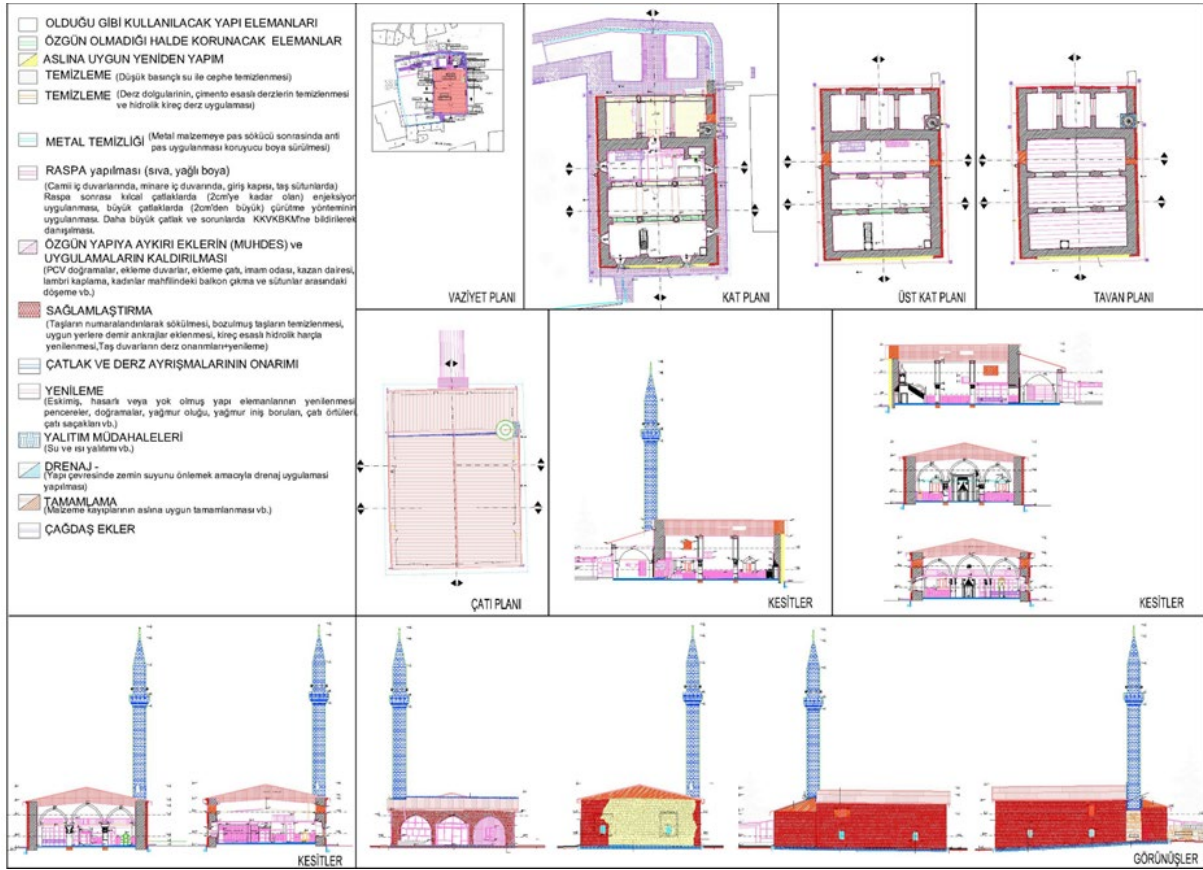 OLDUĞU GİBİ KULLANILACAK YAPI ELEMANLARI
ÖZGÜN OLMADIĞI HALDE KORUNACAK ELEMANLAR
ASLINA UYGUN YENİDEN YAPIM
TEMİZLEME (Düşük basınçlı su ile cephe temizlenmesi)
TEMİZLEME (Derz dolgularinin, çimento esaslı derzlerin temizlenmesi
ve hidrolik kireç derz uygulaması)
METAL TEMİZLİĞİ (Metal malzemeye pas sökücü sonrasinda anti
pas uygulanması koruyucu boya sürülmesi)
RASPA yapılması (sıva, yağlı boya)
(Camii iç duvarlarında, minare iç duvarında, giriş kapısı, taş sütunlarda)
Raspa sonrası kılcal çatlaklarda (2cm'ye kadar olan) enjeksiyon
uygulanması, büyük çatlaklarda (2cm'den büyük) çürütme yönteminin
uygulanması. Daha büyük çatlak ve sorunlarda KKVKBKM'ne bildirilerek
danışılması.
ÖZGÜN YAPIYA AYKIRI EKLERİN (MUHDES) ve
UYGULAMALARIN KALDIRILMASI
(PCV doğramalar, ekleme duvarlar, ekleme çatı, imam odası, kazan dairesi,
lambri kaplama, kadınlar mahfilindeki balkon çıkma ve sütunlar arasındaki
döşeme vb.)
SAĞLAMLAŞTIRMA
(Taşların numaralandırılarak sökülmesi, bozulmuş taşların temizlenmesi,
uygun yerlere demir ankrajlar eklenmesi, kireç esaslı hidrolik harçla
yenilenmesi,Taş duvarların derz onarımları+yenileme)
ÇATLAK VE DERZ AYRIŞMALARININ ONARIMI
YENİLEME
(Eskimiş, hasarlı veya yok olmuş yapı elemanlarının yenilenmesi
pencereler, doğramalar, yağmur oluğu, yağmur iniş boruları, çatı örtüleri,
çatı saçakları vb.)
YALITIM MÜDAHALELERİ
(Su ve ısı yalıtımı vb.)
DRENAJ -
(Yapı çevresinde zemin suyunu önlemek amacıyla drenaj uygulaması
yapılması)
TAMAMLAMA
(Malzeme kayıplarının aslına uygun tamamlanması vb.)
ÇAĞDAŞ EKLER
VAZİYET PLANI
KAT PLANI
ÜST KAT PLANI
TAVAN PLANI
ÇATI PLANI
KESİTLER
KESİTLER
KESİTLER
GÖRÜNÜŞLER